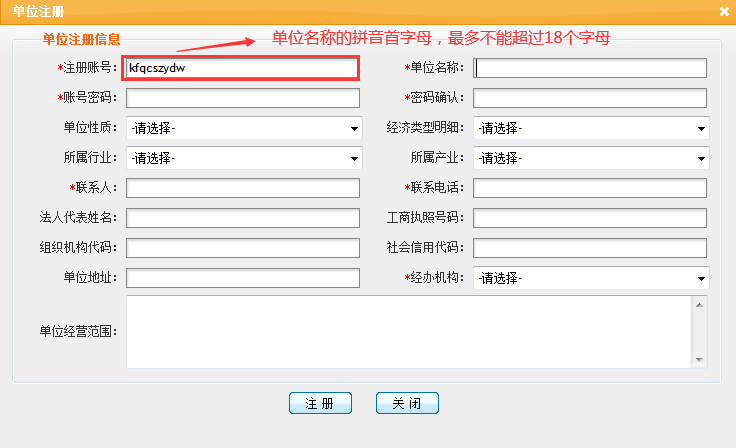 单位注册
单位注册信息
单位名称的拼音首字母，最多不能超过18个字母
*注册账号： kfqcszydw *单位名称：
*账号密码： *密码确认：
单位性质： -请选择- 经济类型明细： -请选择-
所属行业： -请选择- 所属产业： -请选择-
*联系人： *联系电话：
法人代表姓名： 工商执照号码：
组织机构代码： 社会信用代码：
单位地址： *经办机构： -请选择-
单位经营范围：
注 册 关 闭